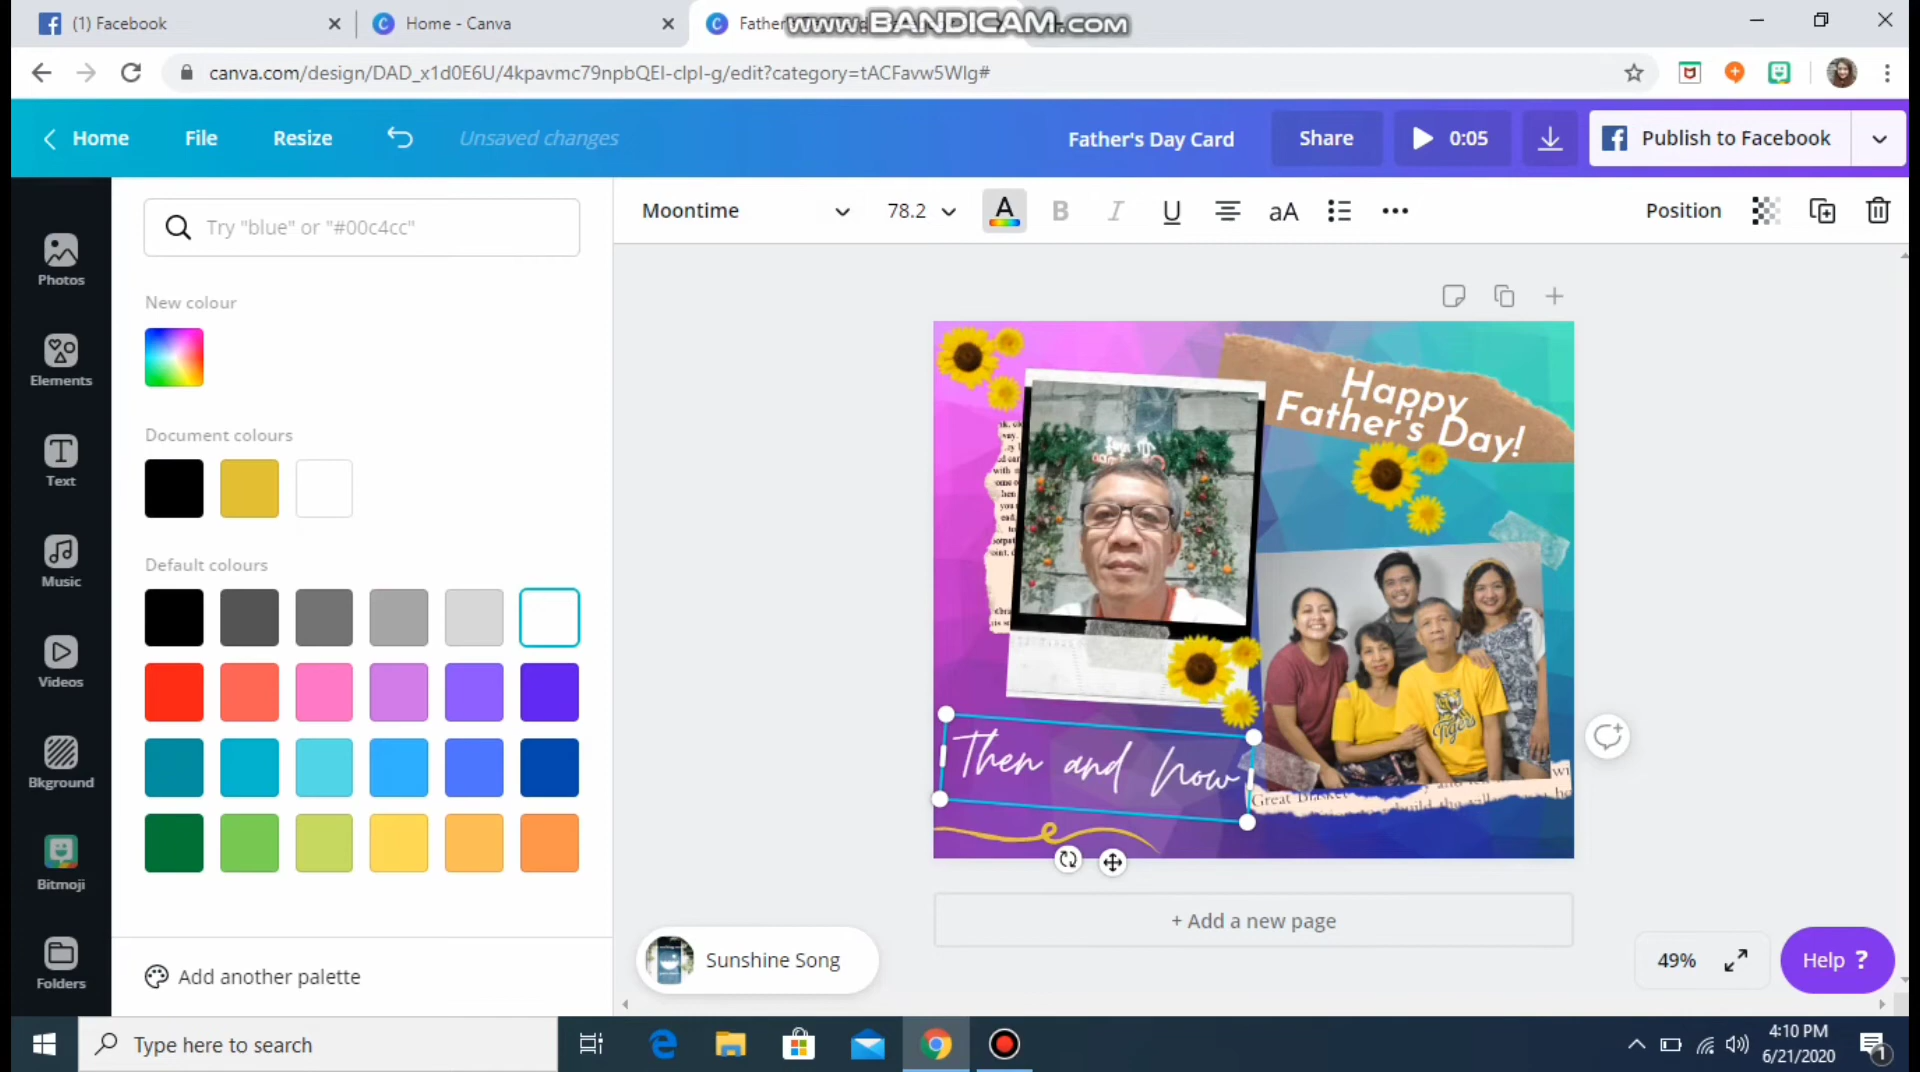 (1) Facebook
Home - Canva
Father's
www.BANDICAM.com
canva.com/design/DAD_x1d0E6U/4kpavmc79npbQEI-clpI-g/edit?category=tACFavw5WIg#
Home
File
Resize
Unsaved changes
Father's Day Card
Share
0:05
Publish to Facebook
Moontime
78.2
A
B
I
U
aA
Position
Try "blue" or "#00c4cc"
New colour
Document colours
Default colours
Add another palette
Photos
Elements
Text
Music
Videos
Bkground
Bitmoji
Folders
Happy
Father's Day!
Tigers
Then and Now
Great
+ Add a new page
Sunshine Song
49%
Help ?
Type here to search
4:10 PM
6/21/2020
1